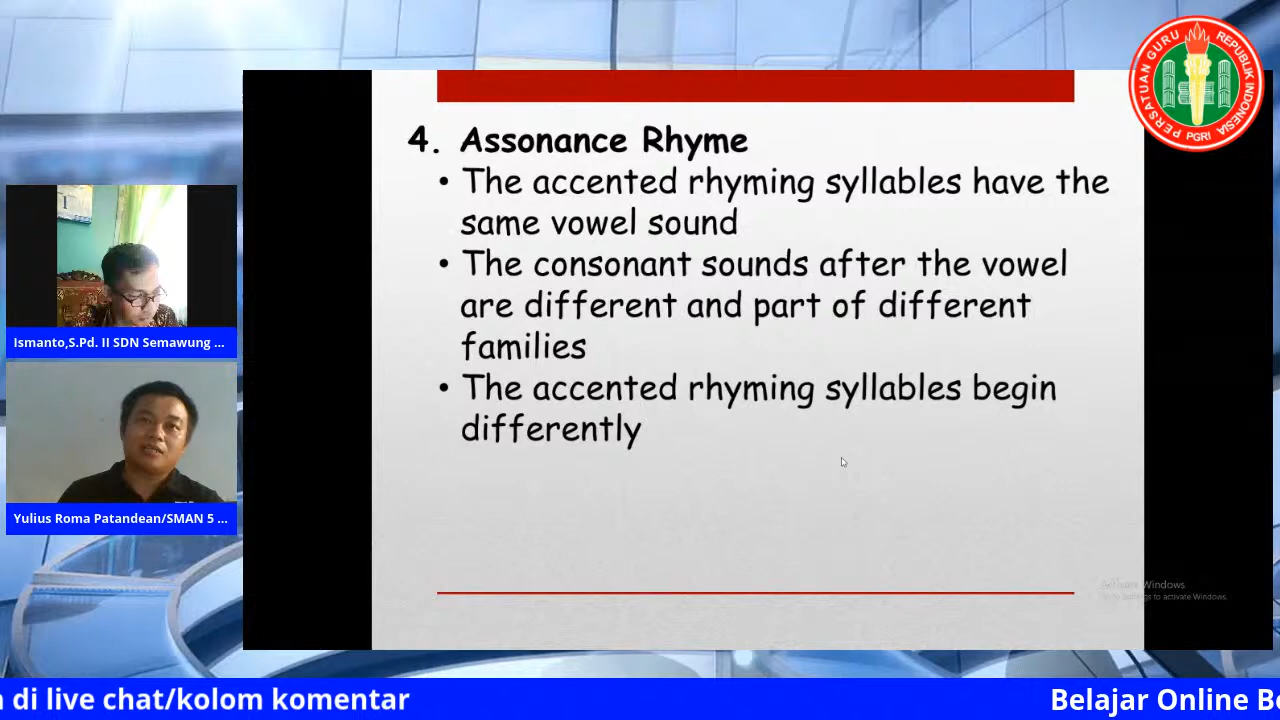 PERSATUAN GURU REPUBLIK INDONESIA
PGRI
4. Assonance Rhyme
• The accented rhyming syllables have the
same vowel sound
• The consonant sounds after the vowel
are different and part of different
families
• The accented rhyming syllables begin
differently
Ismanto,S.Pd. II SDN Semawung ...
Yulius Roma Patandean/SMAN 5 ...
Activate Windows
to activate Windows.
di live chat/kolom komentar
Belajar Online